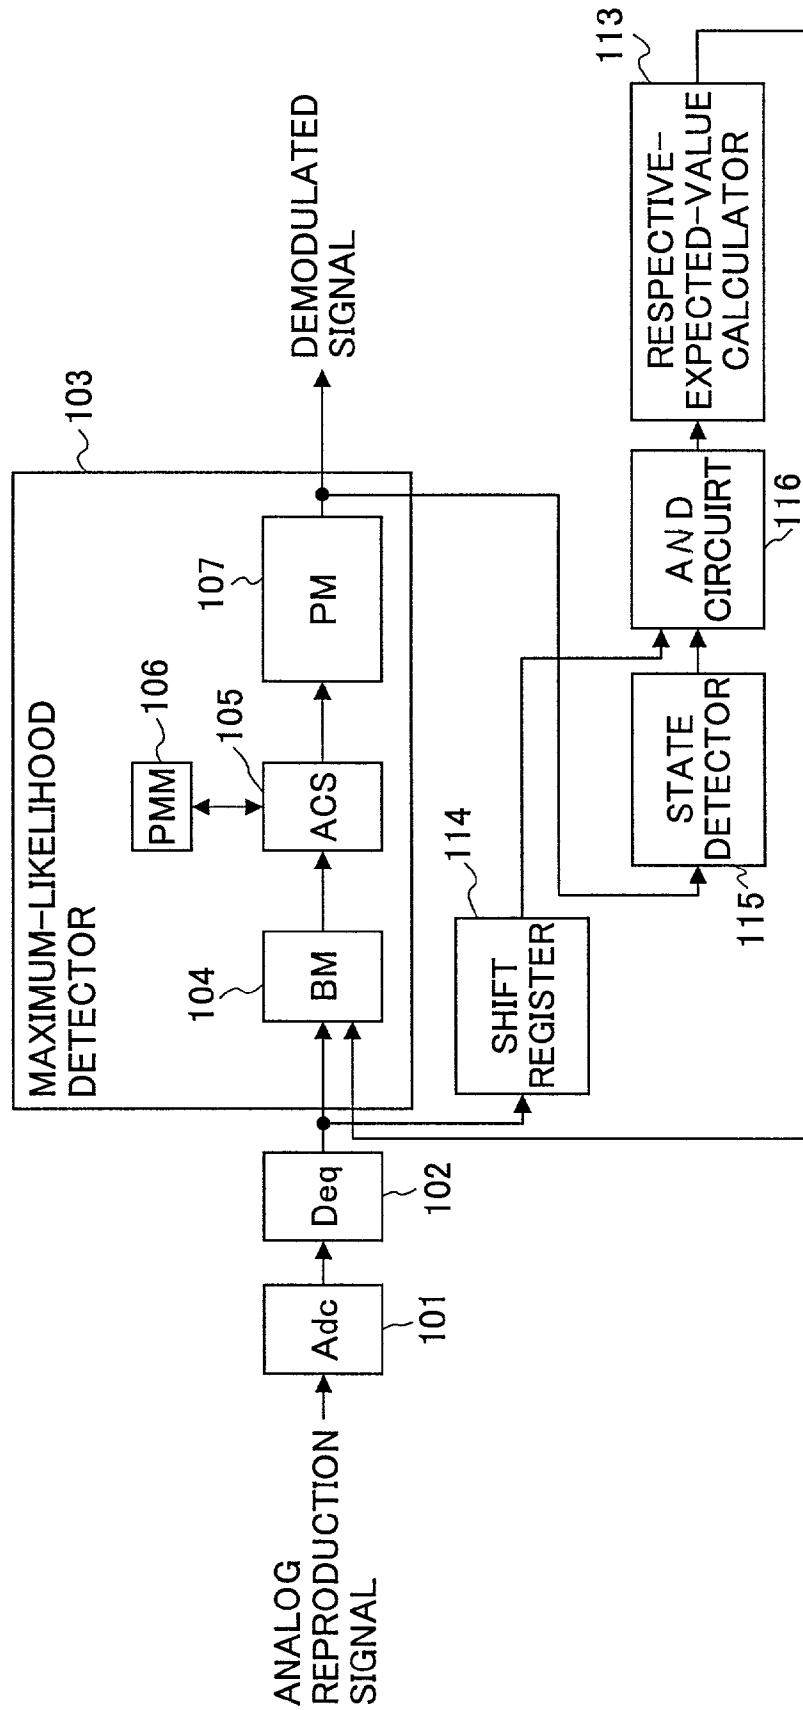 ANALOG
REPRODUCTION
SIGNAL
Adc
101
Deq
102
MAXIMUM-LIKELIHOOD
DETECTOR
103
BM
104
ACS
105
PMM
106
PM
107
DEMODULATED
SIGNAL
SHIFT
REGISTER
114
STATE
DETECTOR
115
AND
CIRCUIRT
116
RESPECTIVE-
EXPECTED-VALUE
CALCULATOR
113